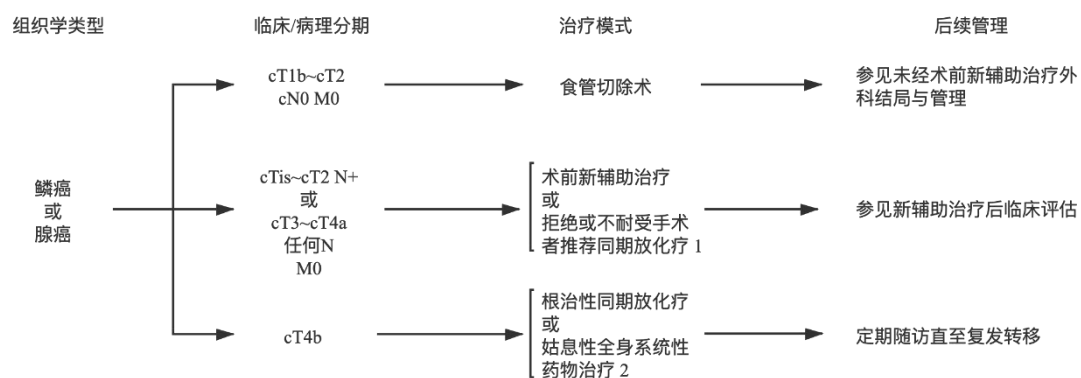 组织学类型
临床/病理分期
治疗模式
后续管理
鳞癌
或
腺癌
cT1b~cT2
cN0 M0
食管切除术
参见未经术前新辅助治疗外
科结局与管理
cTis~cT2 N+
或
cT3~cT4a
任何N
M0
术前新辅助治疗
或
拒绝或不耐受手术
者推荐同期放化疗 1
参见新辅助治疗后临床评估
cT4b
根治性同期放化疗
或
姑息性全身系统性
药物治疗 2
定期随访直至复发转移